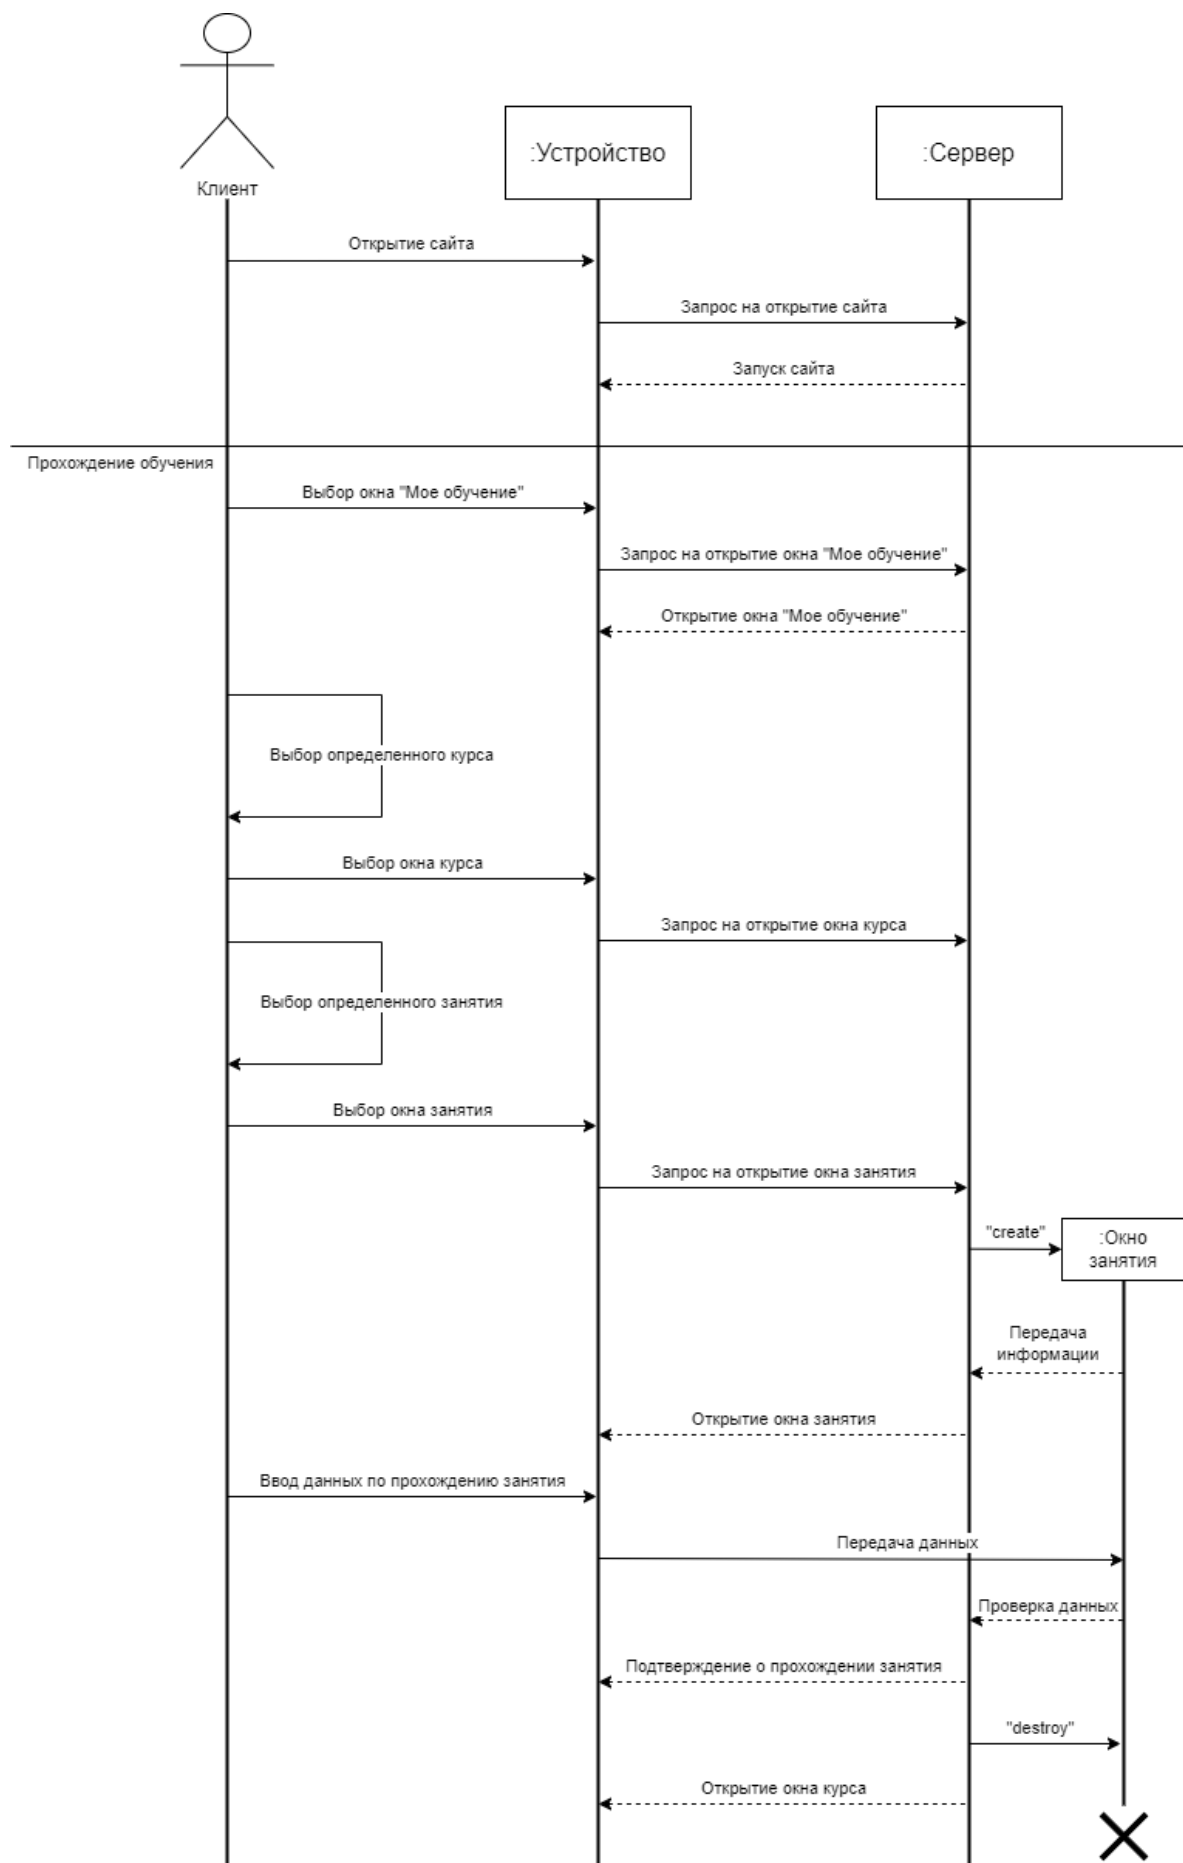 :Устройство
:Сервер
Клиент
Открытие сайта
Запрос на открытие сайта
Запуск сайта
Прохождение обучения
Выбор окна "Мое обучение"
Запрос на открытие окна "Мое обучение"
Открытие окна "Мое обучение"
Выбор определенного курса
Выбор окна курса
Запрос на открытие окна курса
Выбор определенного занятия
Выбор окна занятия
Запрос на открытие окна занятия
"create"
:Окно
занятия
Передача
информации
Открытие окна занятия
Ввод данных по прохождению занятия
Передача данных
Проверка данных
Подтверждение о прохождении занятия
"destroy"
Открытие окна курса